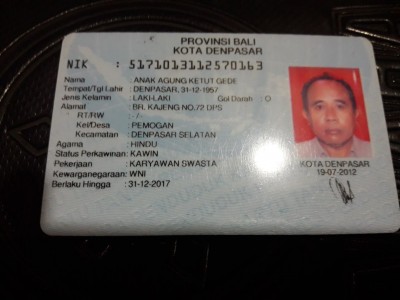 PROVINSI BALI
KOTA DENPASAR
NIK : 5171013112570163
Nama : ANAK AGUNG KETUT GEDE
Tempat/Tgl Lahir : DENPASAR, 31-12-1957
Jenis Kelamin : LAKI-LAKI Gol Darah : O
Alamat : BR. KAJENG NO.72 DPS
RT/RW : - / -
Kel/Desa : PEMOGAN
Kecamatan : DENPASAR SELATAN
Agama : HINDU
Status Perkawinan: KAWIN
Pekerjaan : KARYAWAN SWASTA
Kewarganegaraan: WNI
Berlaku Hingga : 31-12-2017
KOTA DENPASAR
19-07-2012